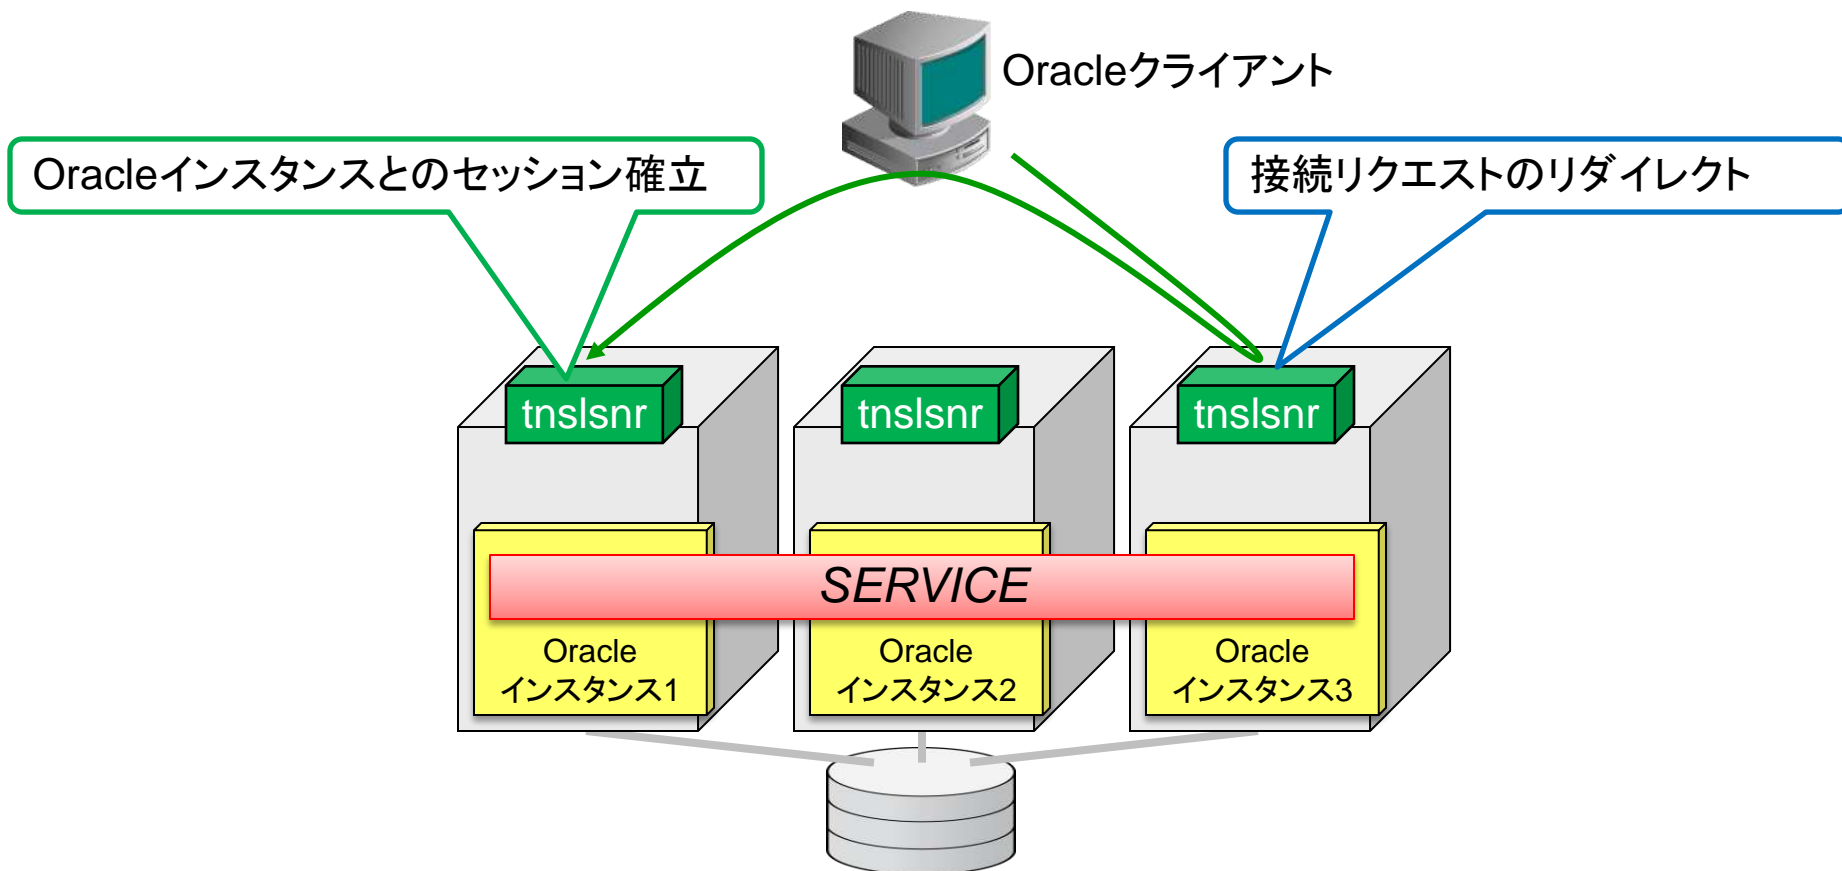 Oracleクライアント
Oracleインスタンスとのセッション確立
接続リクエストのリダイレクト
tnslsnr
tnslsnr
tnslsnr
SERVICE
Oracle
インスタンス1
Oracle
インスタンス2
Oracle
インスタンス3